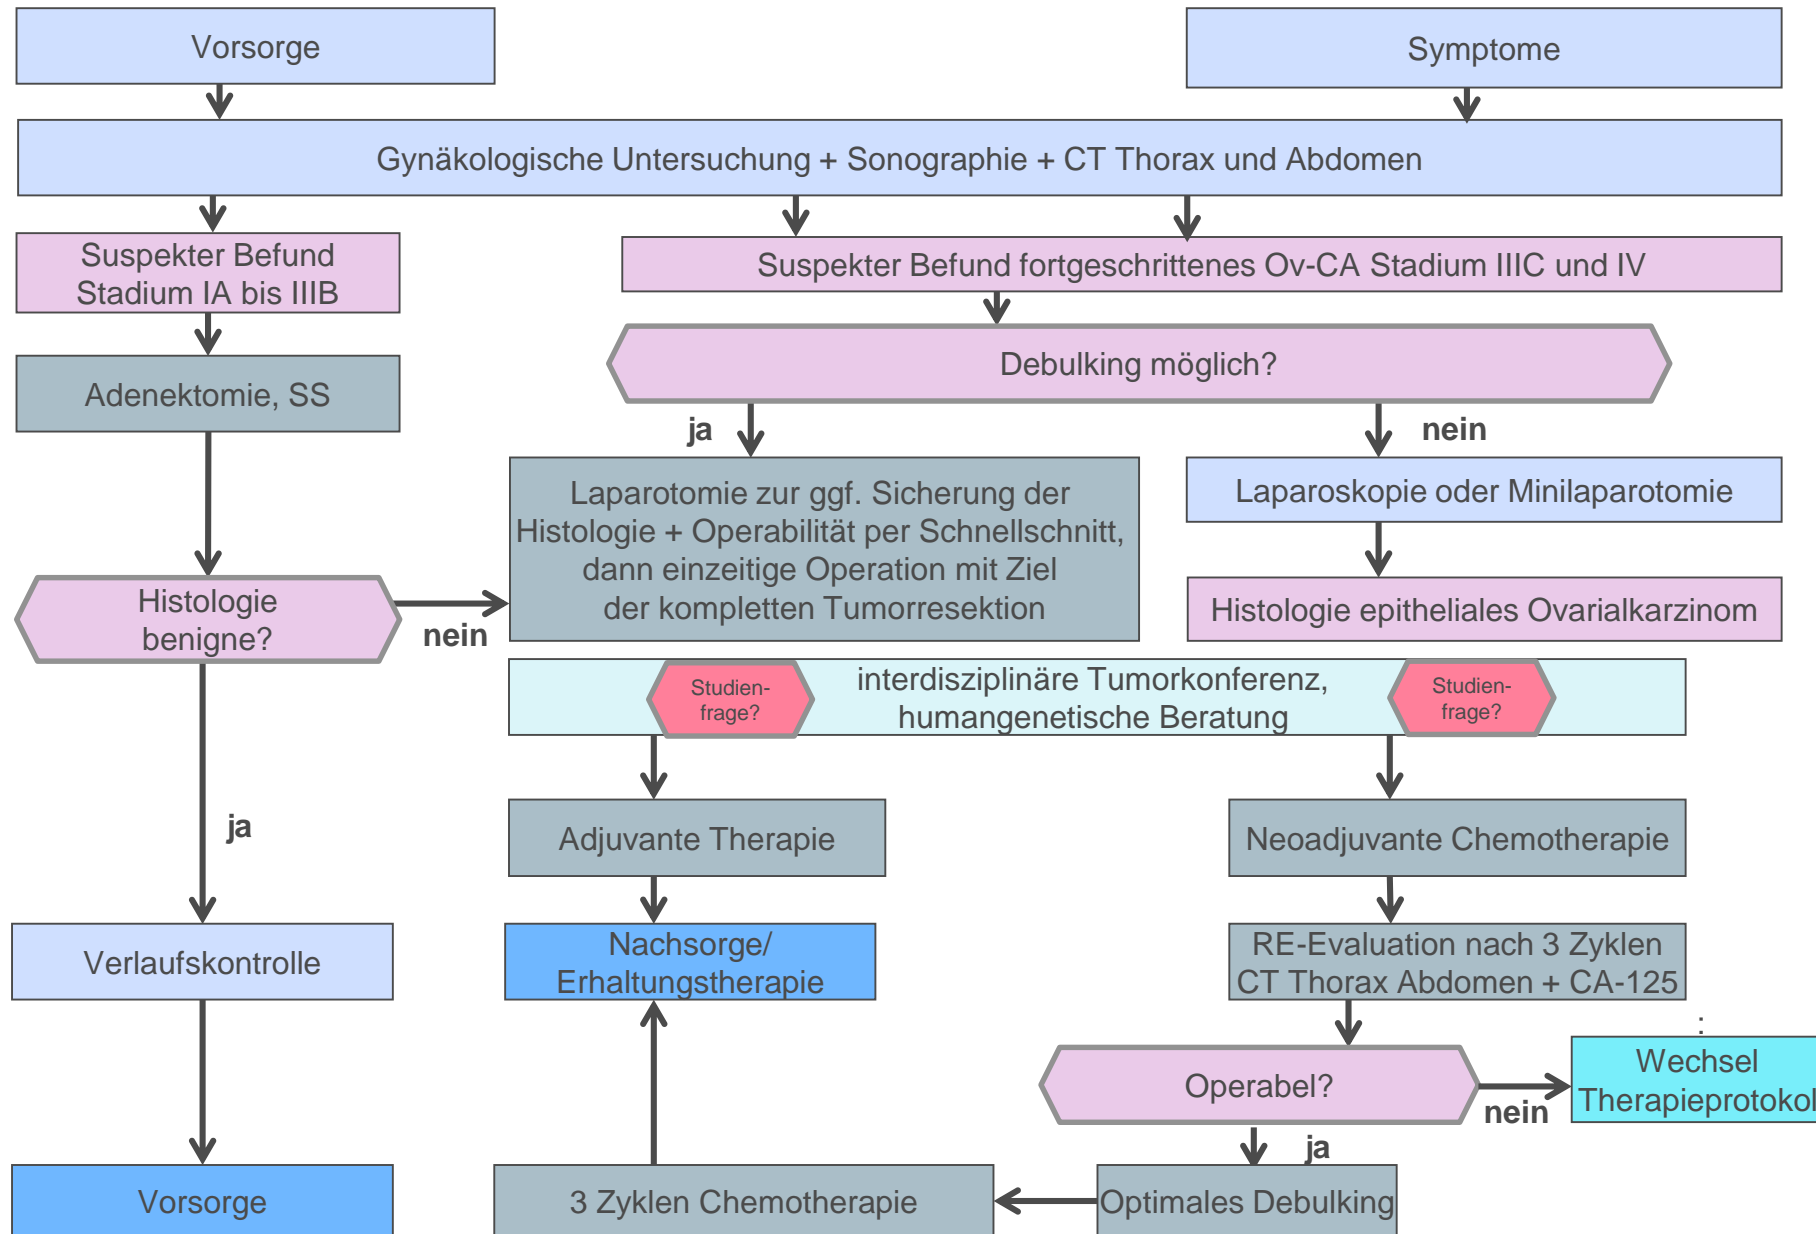 Vorsorge
Symptome
Gynäkologische Untersuchung + Sonographie + CT Thorax und Abdomen
Suspekter Befund
Stadium IA bis IIIB
Suspekter Befund fortgeschrittenes Ov-CA Stadium IIIC und IV
Debulking möglich?
Adenektomie, SS
ja
nein
Laparotomie zur ggf. Sicherung der
Histologie + Operabilität per Schnellschnitt,
dann einzeitige Operation mit Ziel
der kompletten Tumorresektion
Laparoskopie oder Minilaparotomie
Histologie
benigne?
nein
Histologie epitheliales Ovarialkarzinom
Studien-
frage?
interdisziplinäre Tumorkonferenz,
humangenetische Beratung
Studien-
frage?
ja
Adjuvante Therapie
Neoadjuvante Chemotherapie
Verlaufskontrolle
Nachsorge/
Erhaltungstherapie
RE-Evaluation nach 3 Zyklen
CT Thorax Abdomen + CA-125
:
Operabel?
nein
Wechsel
Therapieprotokol
ja
Vorsorge
3 Zyklen Chemotherapie
Optimales Debulking